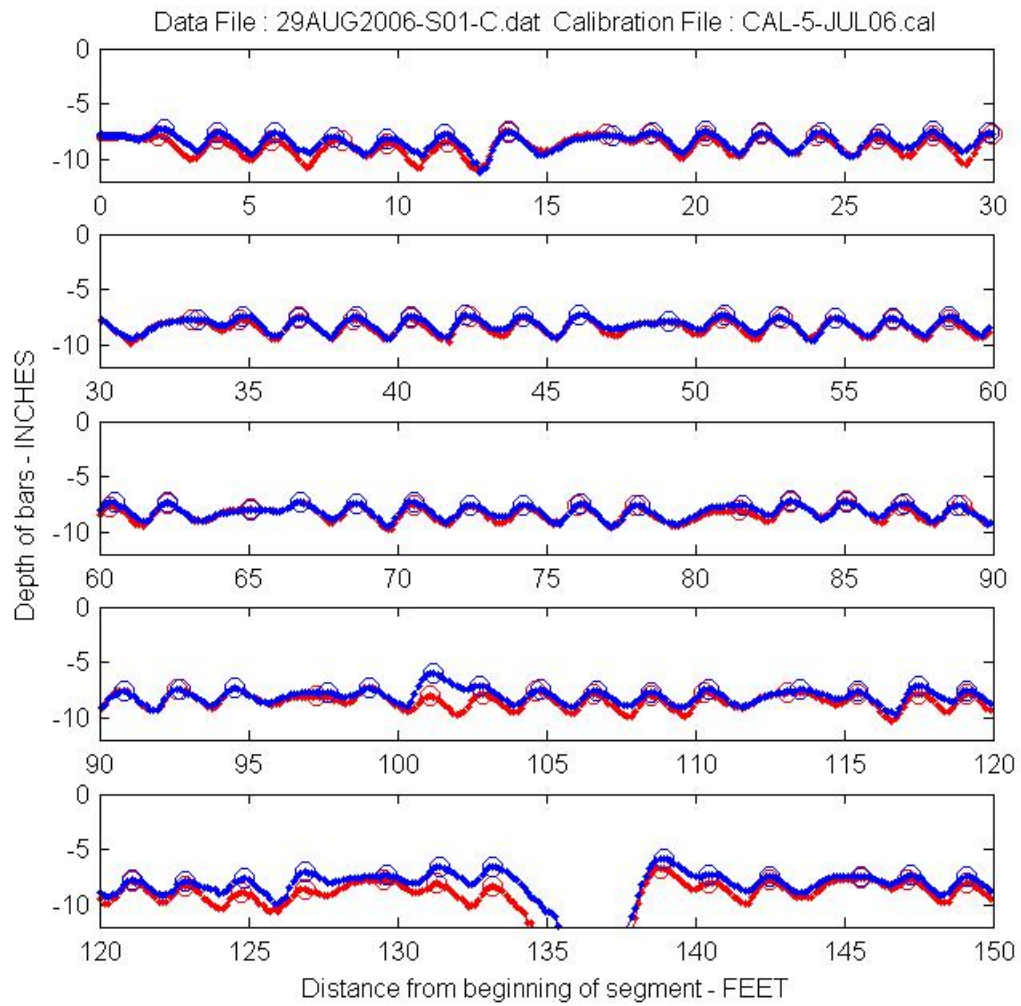 Data File : 29AUG2006-S01-C.dat Calibration File : CAL-5-JUL06.cal
0
-5
-10
0 5 10 15 20 25 30
0
-5
-10
30 35 40 45 50 55 60
Depth of bars - INCHES
0
-5
-10
60 65 70 75 80 85 90
0
-5
-10
90 95 100 105 110 115 120
0
-5
-10
120 125 130 135 140 145 150
Distance from beginning of segment - FEET